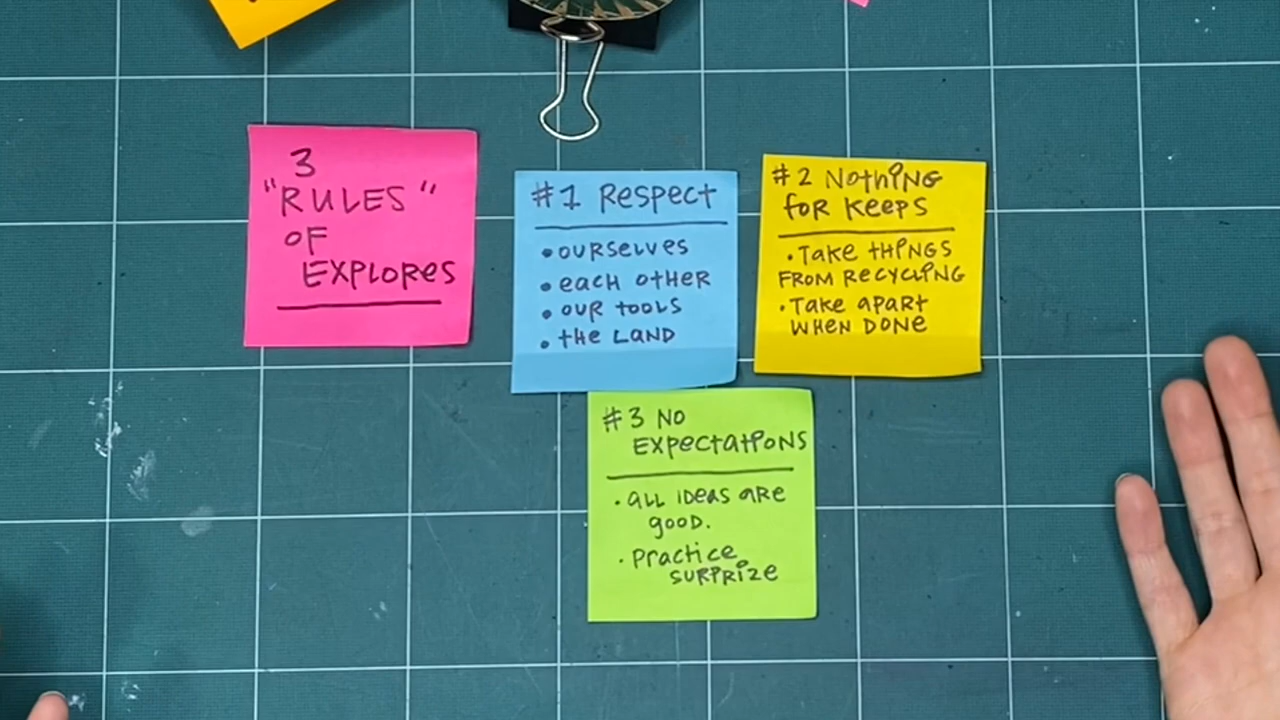 3
"RULES"
OF
EXPLORES
#1 Respect
• OURSELVES
• each OTHER
• OUR TOOLS
• THE LAND
#2 NOTHING
FOR KEEPS
• TAKE THINGS
FROM RECYCLING
• TAKE APART
WHEN DONE
#3 NO
EXPECTATIONS
• ALL IDEAS ARE
GOOD.
• PRACTICE
SURPRIZE